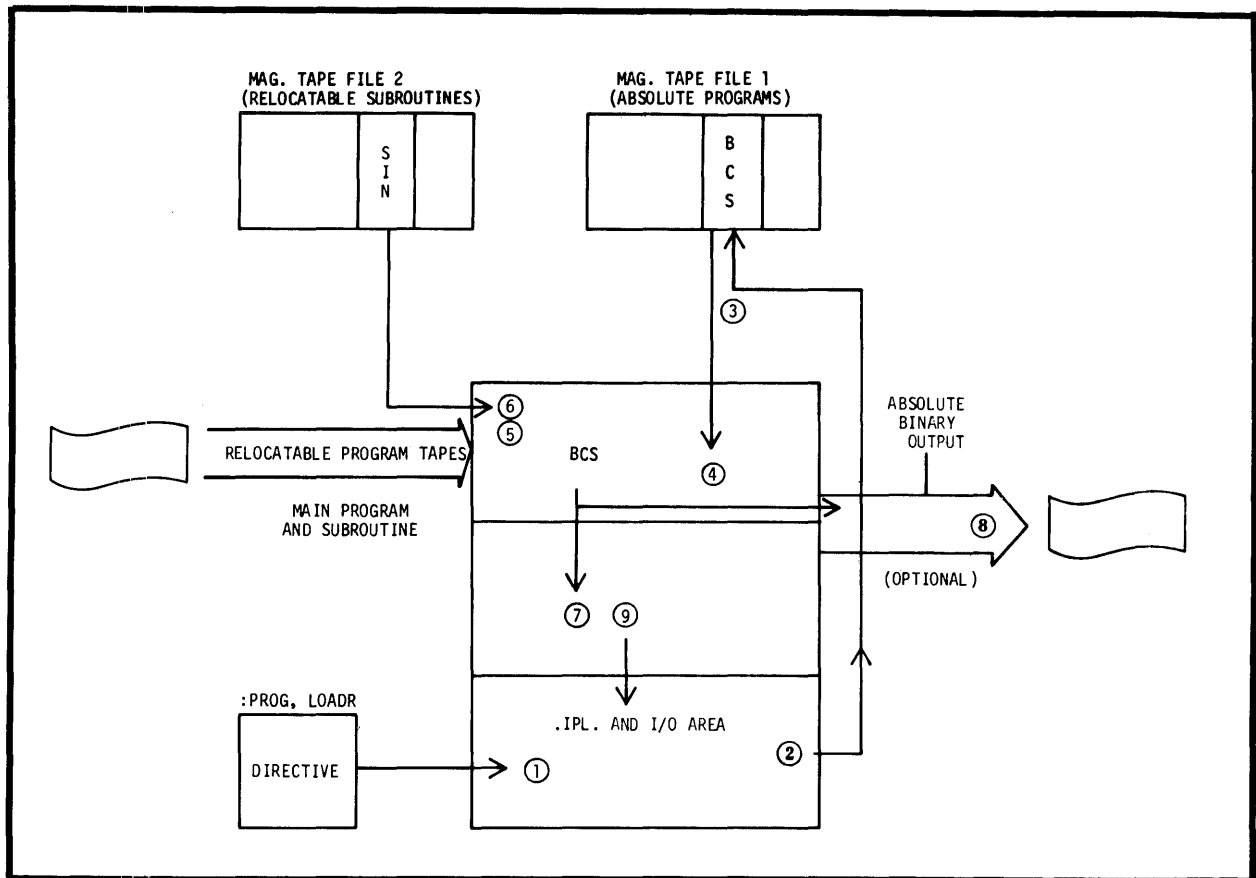 MAG. TAPE FILE 2
(RELOCATABLE SUBROUTINES)
MAG. TAPE FILE 1
(ABSOLUTE PROGRAMS)
S
I
N
B
C
S
3
6
5
BCS
4
RELOCATABLE PROGRAM TAPES
MAIN PROGRAM
AND SUBROUTINE
ABSOLUTE
BINARY
OUTPUT
8
(OPTIONAL)
7
9
:PROG, LOADR
DIRECTIVE
.IPL. AND I/O AREA
1
2